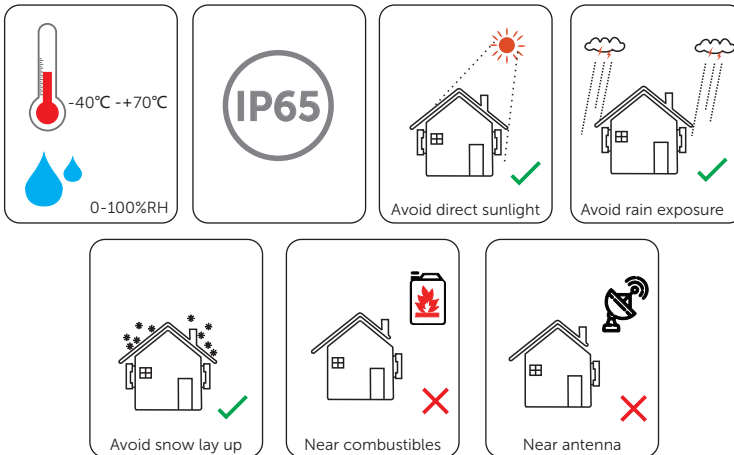 -40℃ -+70℃
0-100%RH
IP65
Avoid direct sunlight
Avoid rain exposure
Avoid snow lay up
Near combustibles
Near antenna